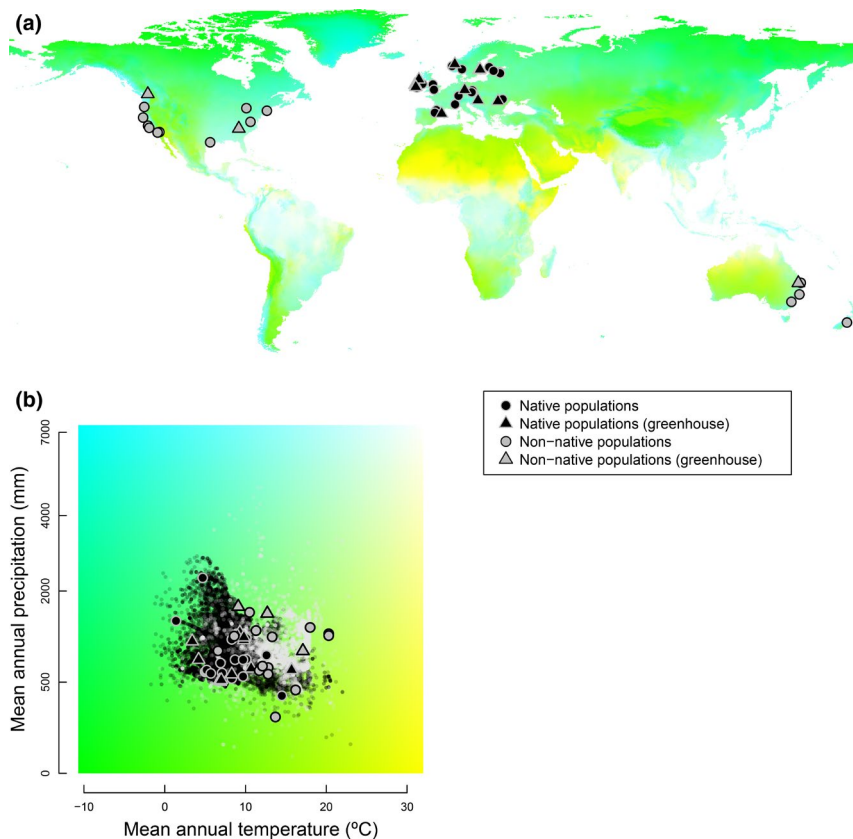 (a)
(b)
Native populations
Native populations (greenhouse)
Non−native populations
Non−native populations (greenhouse)
Mean annual precipitation (mm)
7000
4000
2000
500
0
−10
0
10
20
30
Mean annual temperature (ºC)